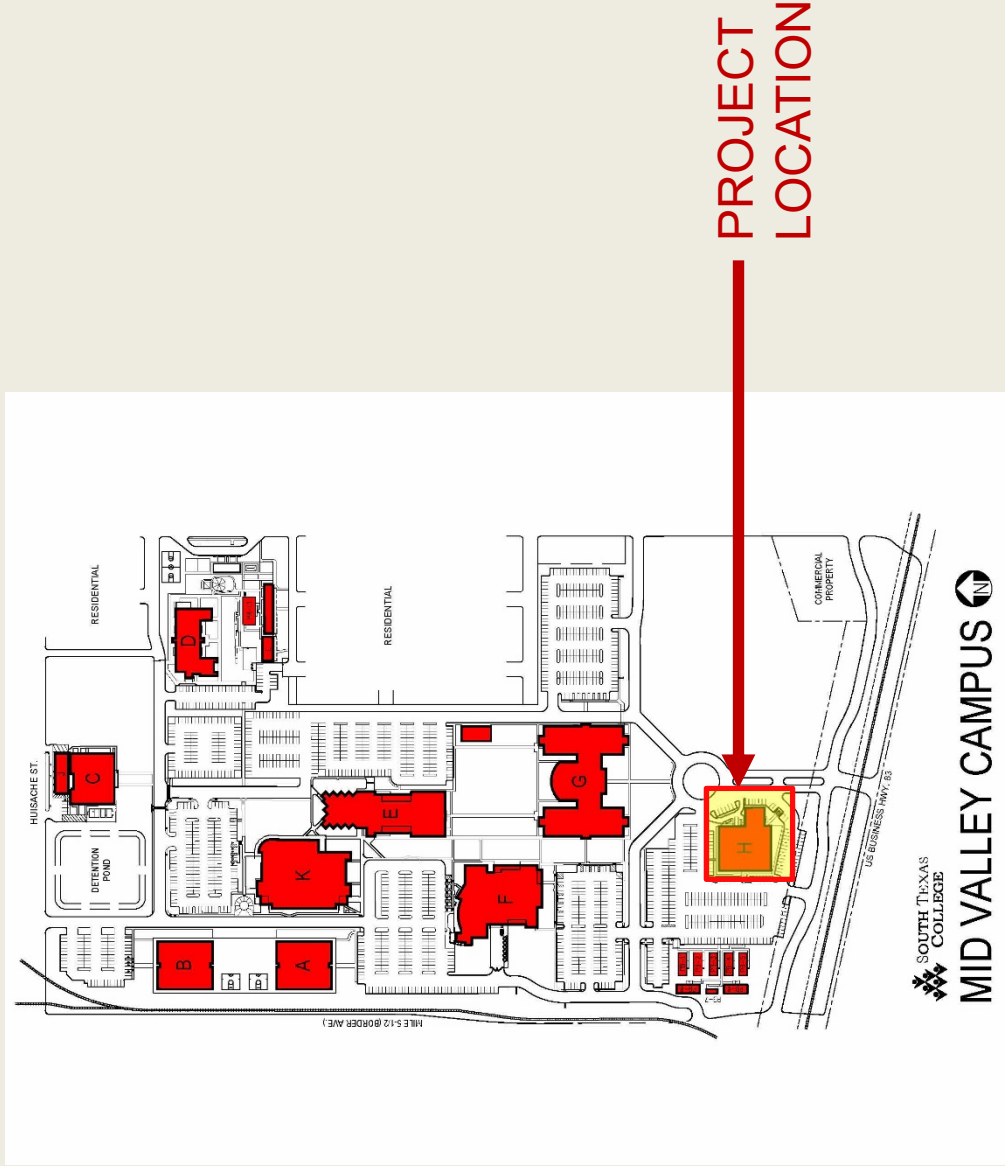 PROJECT
LOCATION
HUISACHE ST.
RESIDENTIAL
DETENTION
POND
J
C
D
RESIDENTIAL
B
A
K
E
F
G
H
MILE 5-1/2 (BORDER AVE.)
COMMERCIAL
PROPERTY
US BUSINESS HWY. 83
SOUTH TEXAS
COLLEGE
MID VALLEY CAMPUS
N